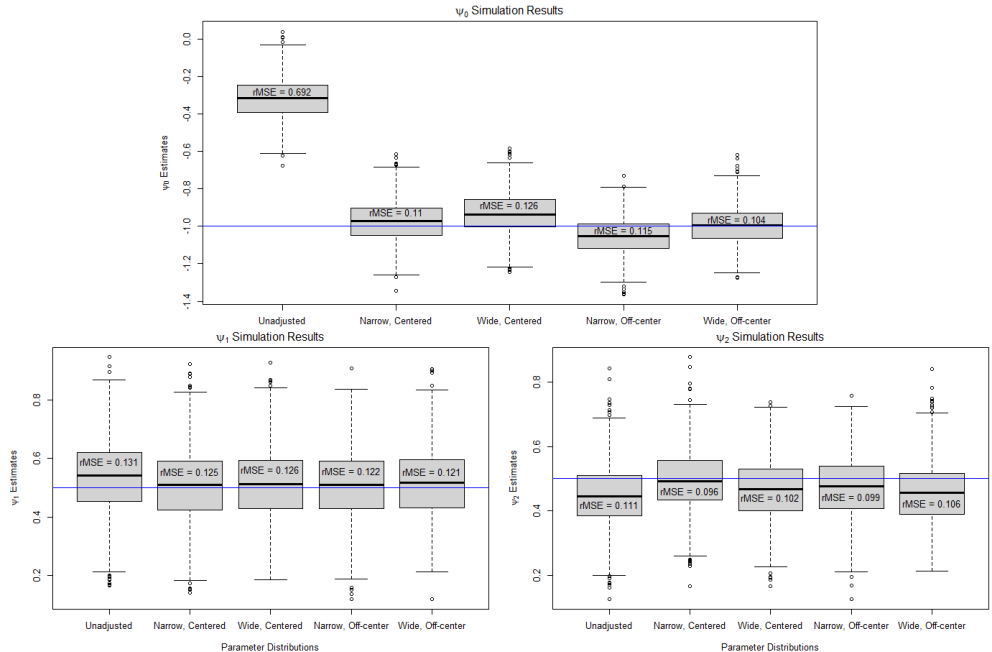 ψ0 Simulation Results
ψ0 Estimates
0.0
-0.2
-0.4
-0.6
-0.8
-1.0
-1.2
-1.4
rMSE = 0.692
rMSE = 0.11
rMSE = 0.126
rMSE = 0.115
rMSE = 0.104
Unadjusted
Narrow, Centered
Wide, Centered
Narrow, Off-center
Wide, Off-center
ψ1 Simulation Results
ψ1 Estimates
0.8
0.6
0.4
0.2
rMSE = 0.131
rMSE = 0.125
rMSE = 0.126
rMSE = 0.122
rMSE = 0.121
Unadjusted
Narrow, Centered
Wide, Centered
Narrow, Off-center
Wide, Off-center
Parameter Distributions
ψ2 Simulation Results
ψ2 Estimates
0.8
0.6
0.4
0.2
rMSE = 0.111
rMSE = 0.096
rMSE = 0.102
rMSE = 0.099
rMSE = 0.106
Unadjusted
Narrow, Centered
Wide, Centered
Narrow, Off-center
Wide, Off-center
Parameter Distributions